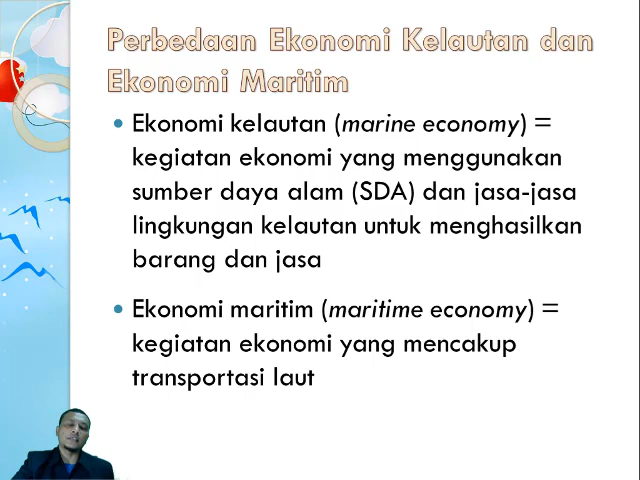 Perbedaan Ekonomi Kelautan dan
Ekonomi Maritim
• Ekonomi kelautan (marine economy) =
kegiatan ekonomi yang menggunakan
sumber daya alam (SDA) dan jasa-jasa
lingkungan kelautan untuk menghasilkan
barang dan jasa
• Ekonomi maritim (maritime economy) =
kegiatan ekonomi yang mencakup
transportasi laut